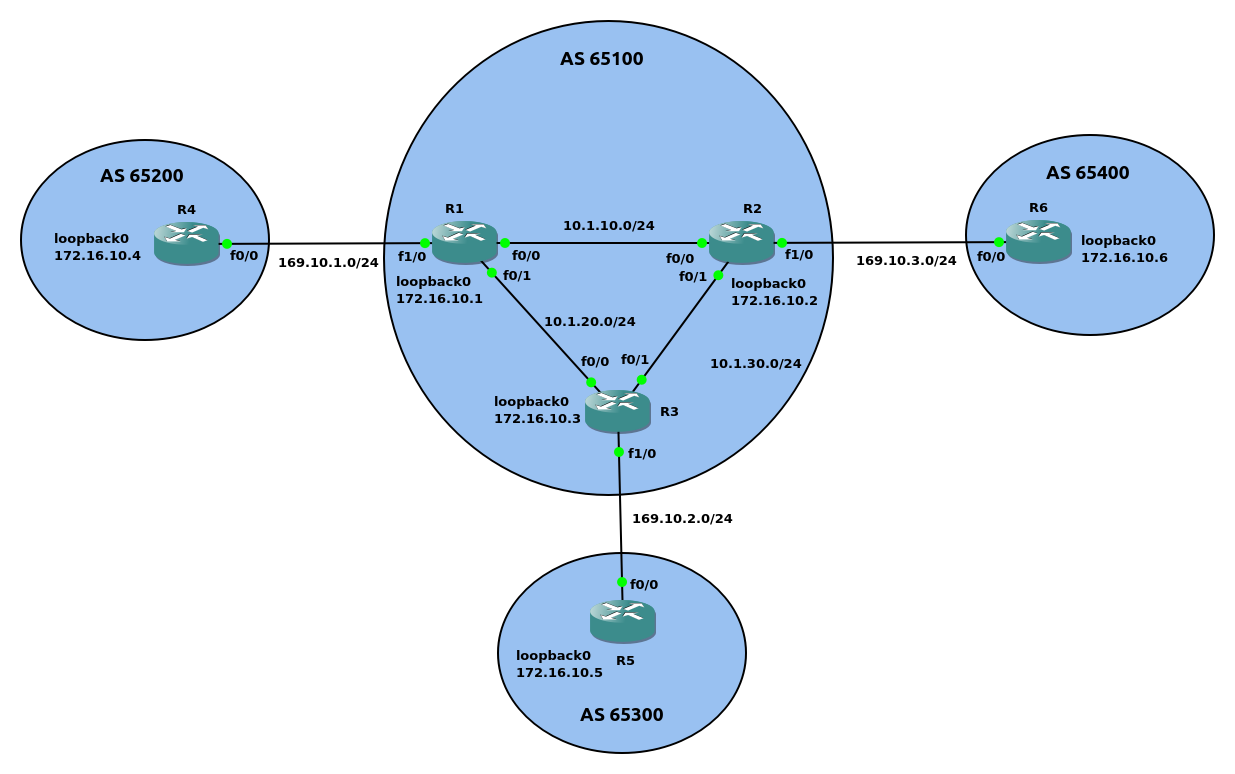 AS 65100
AS 65200
R4
loopback0
172.16.10.4
f0/0
169.10.1.0/24
R1
f1/0
f0/0
f0/1
loopback0
172.16.10.1
10.1.10.0/24
R2
f0/0
f0/1
f1/0
loopback0
172.16.10.2
169.10.3.0/24
AS 65400
R6
f0/0
loopback0
172.16.10.6
10.1.20.0/24
10.1.30.0/24
f0/0
f0/1
loopback0
172.16.10.3
R3
f1/0
169.10.2.0/24
f0/0
loopback0
172.16.10.5
R5
AS 65300